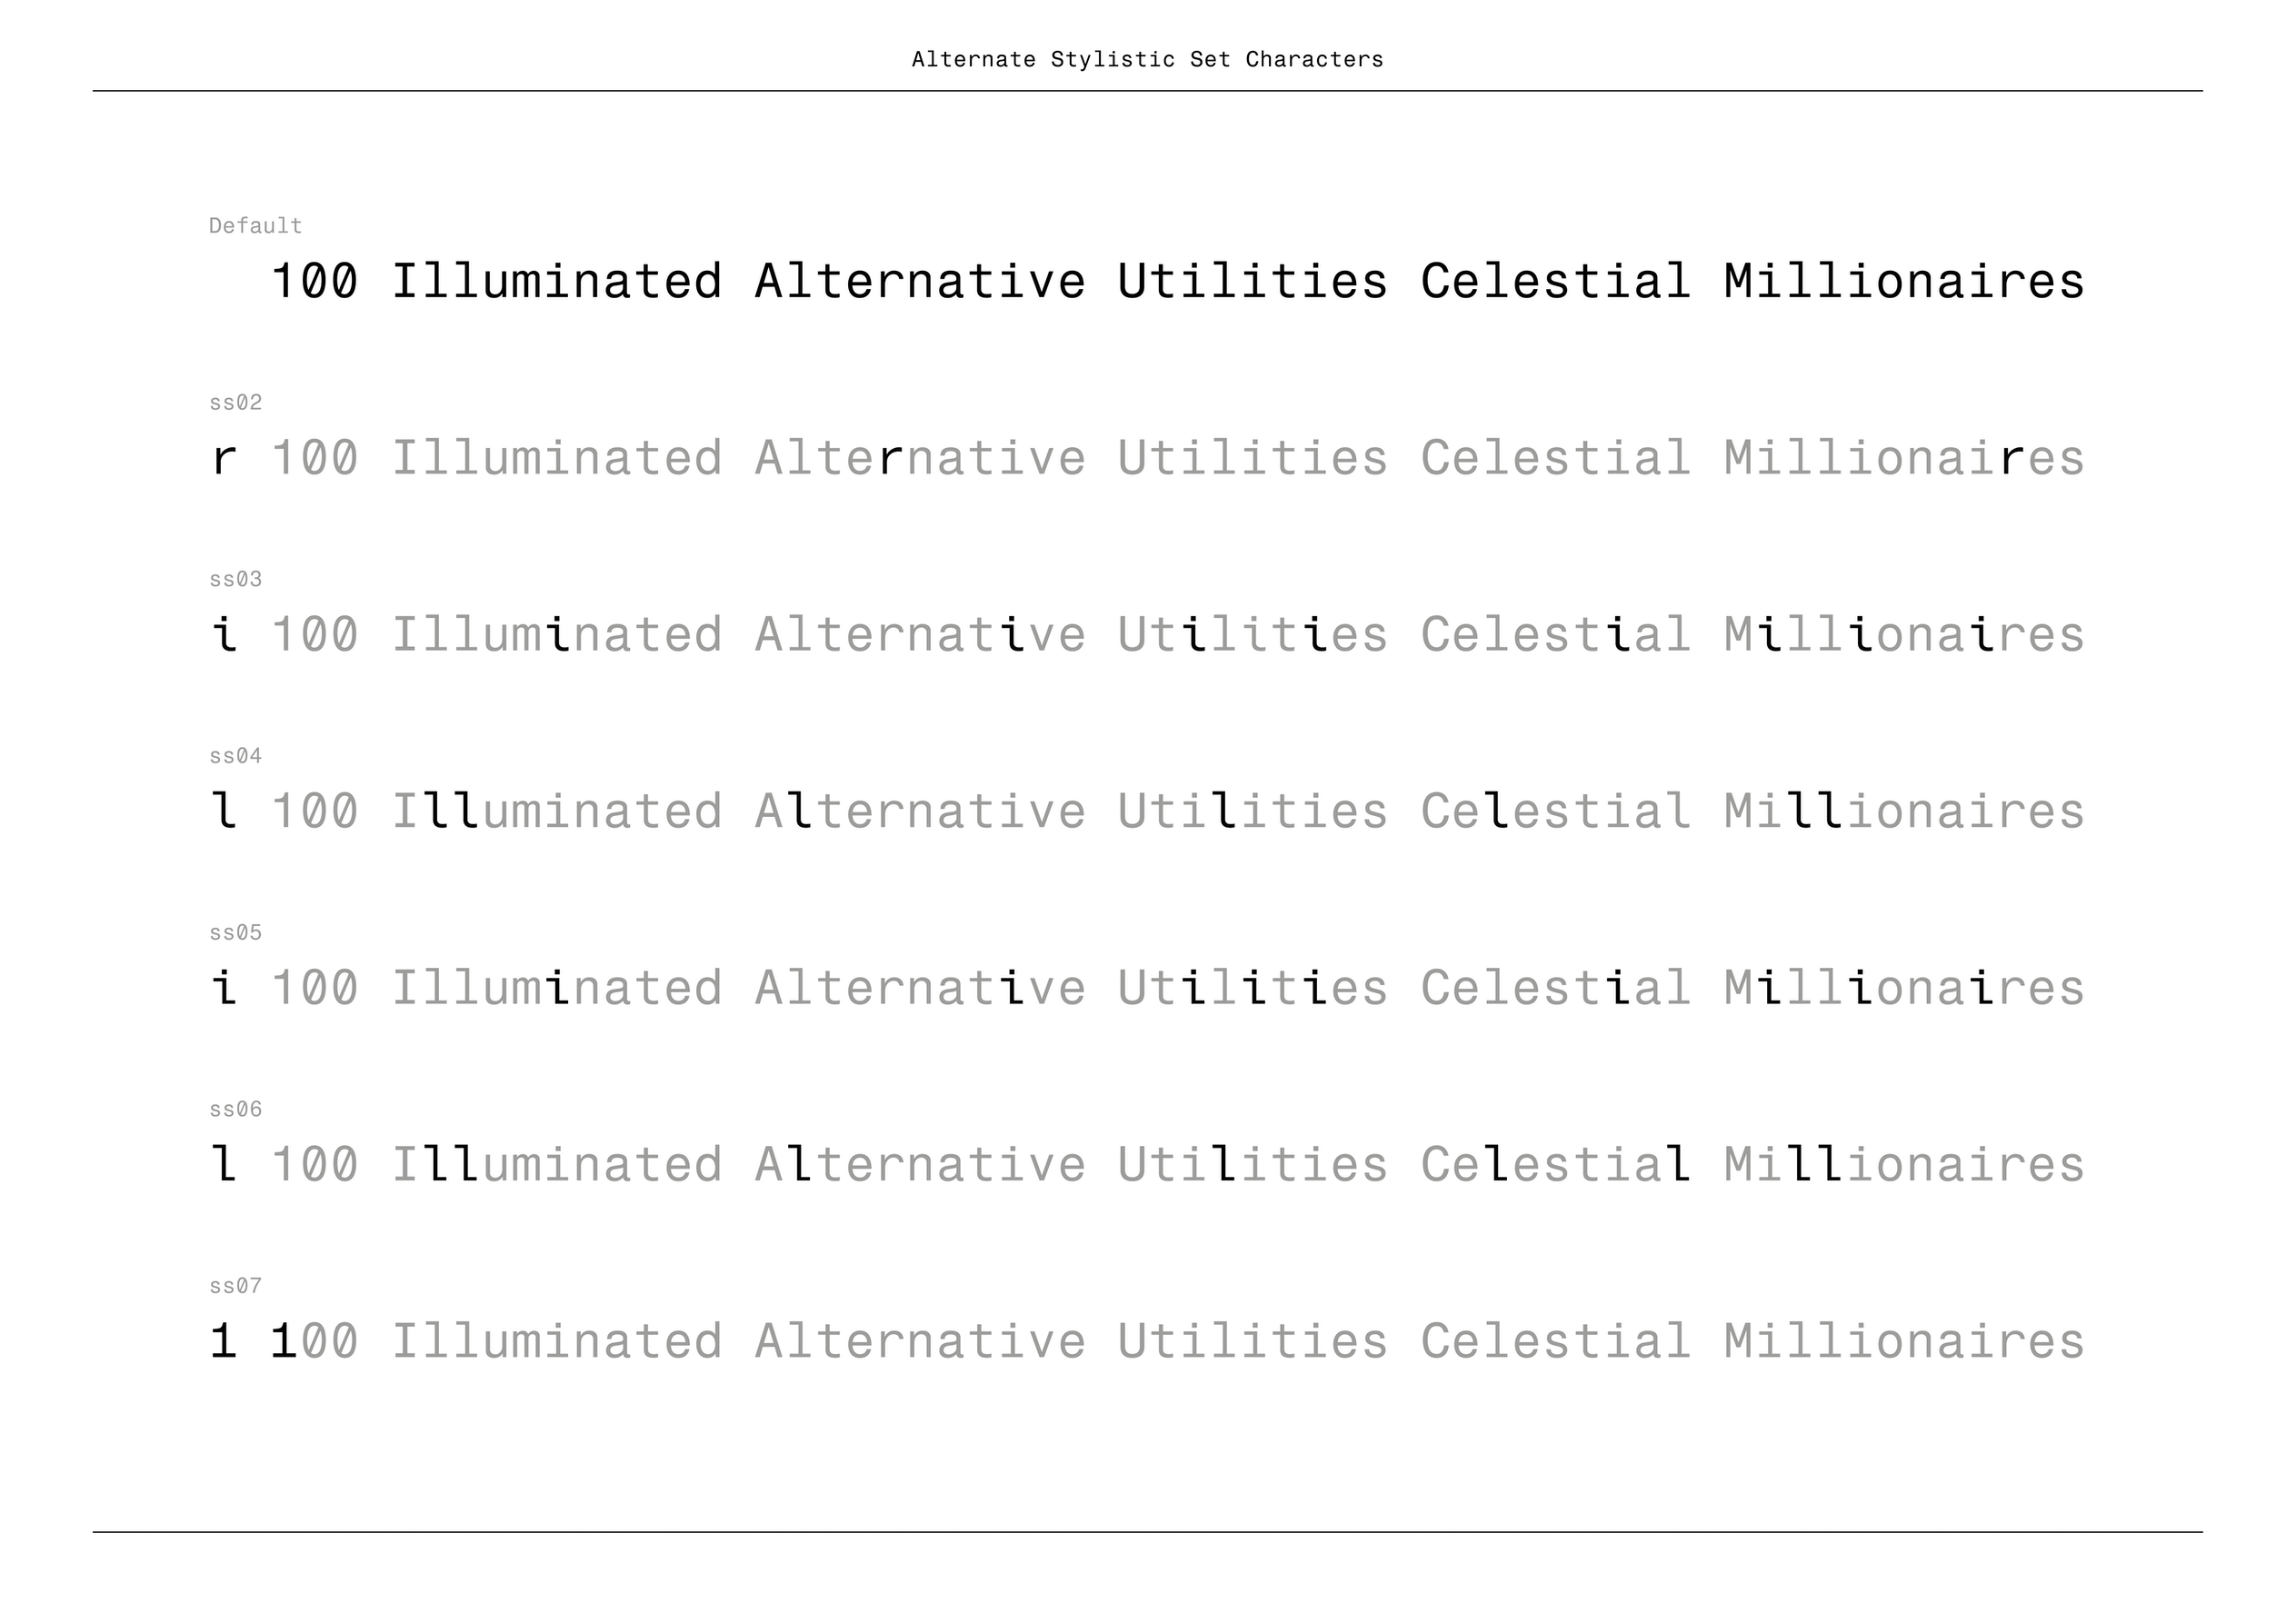 Alternate Stylistic Set Characters
Default
100 Illuminated Alternative Utilities Celestial Millionaires
ss02
r 100 Illuminated Alternative Utilities Celestial Millionaires
ss03
i 100 Illuminated Alternative Utilities Celestial Millionaires
ss04
l 100 Illuminated Alternative Utilities Celestial Millionaires
ss05
i 100 Illuminated Alternative Utilities Celestial Millionaires
ss06
l 100 Illuminated Alternative Utilities Celestial Millionaires
ss07
1 100 Illuminated Alternative Utilities Celestial Millionaires